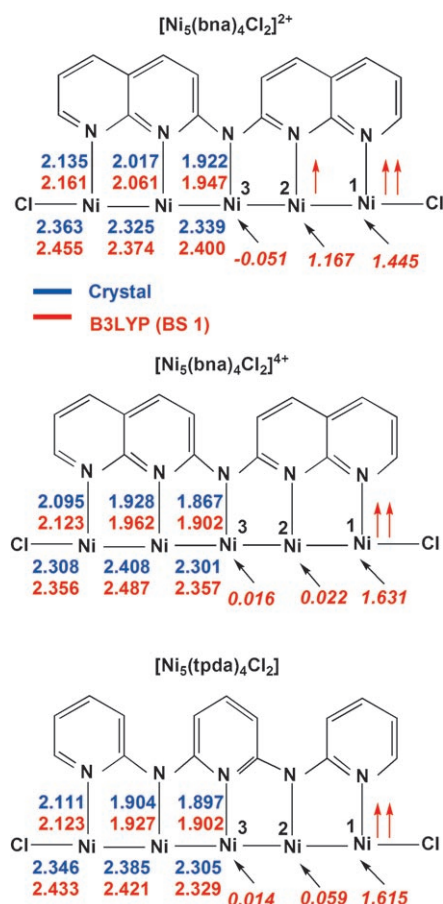 [Ni₅(bna)₄Cl₂]²⁺
N N N N N
2.135 2.017 1.922
2.161 2.061 1.947 3 2 1
Cl Ni Ni Ni Ni Ni Cl
2.363 2.325 2.339
2.455 2.374 2.400 -0.051 1.167 1.445
Crystal
B3LYP (BS 1)
[Ni₅(bna)₄Cl₂]⁴⁺
N N N N N
2.095 1.928 1.867
2.123 1.962 1.902 3 2 1
Cl Ni Ni Ni Ni Ni Cl
2.308 2.408 2.301
2.356 2.487 2.357 0.016 0.022 1.631
[Ni₅(tpda)₄Cl₂]
N N N N N
2.111 1.904 1.897
2.123 1.927 1.902 3 2 1
Cl Ni Ni Ni Ni Ni Cl
2.346 2.385 2.305
2.433 2.421 2.329 0.014 0.059 1.615